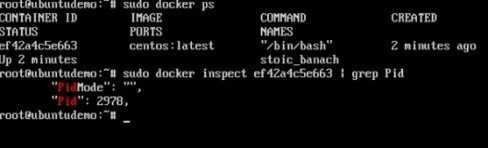 root@ubuntudemo:~# sudo docker ps
CONTAINER ID IMAGE COMMAND CREATED
STATUS PORTS NAMES
ef42a4c5e663 centos:latest "/bin/bash" 2 minutes ago
Up 2 minutes stoic_banach
root@ubuntudemo:~# sudo docker inspect ef42a4c5e663 | grep Pid
"PidMode": "",
"Pid": 2978,
root@ubuntudemo:~# _